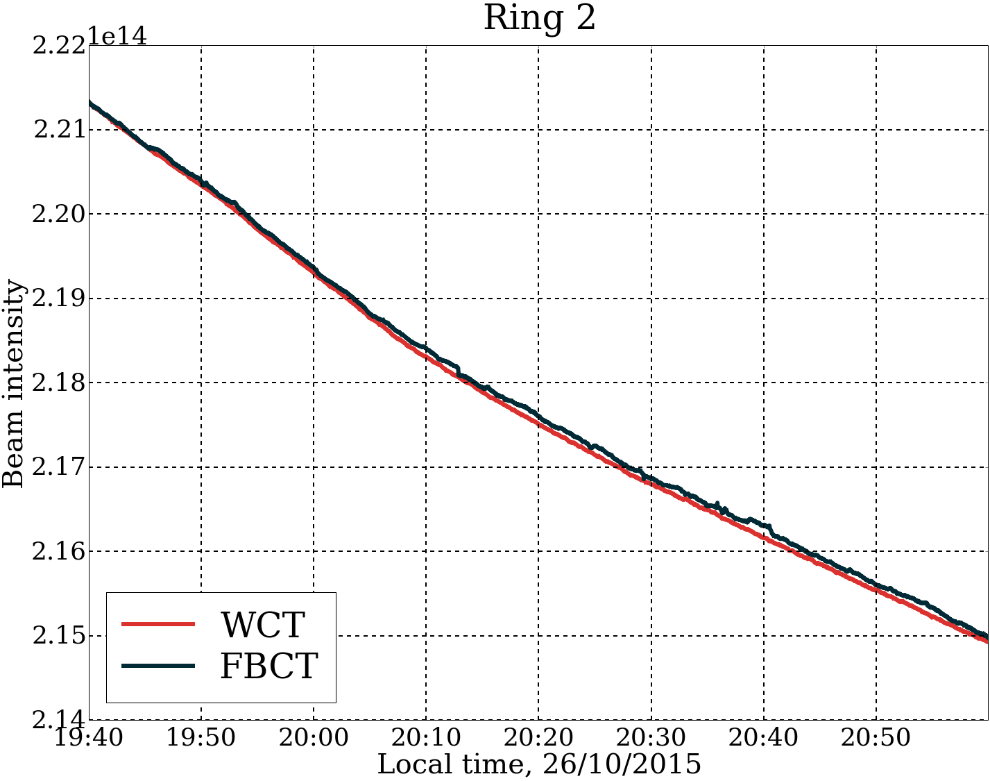 Ring 2
1e14
2.22
2.21
2.20
2.19
2.18
2.17
2.16
2.15
2.14
Beam intensity
WCT
FBCT
19:40 19:50 20:00 20:10 20:20 20:30 20:40 20:50
Local time, 26/10/2015